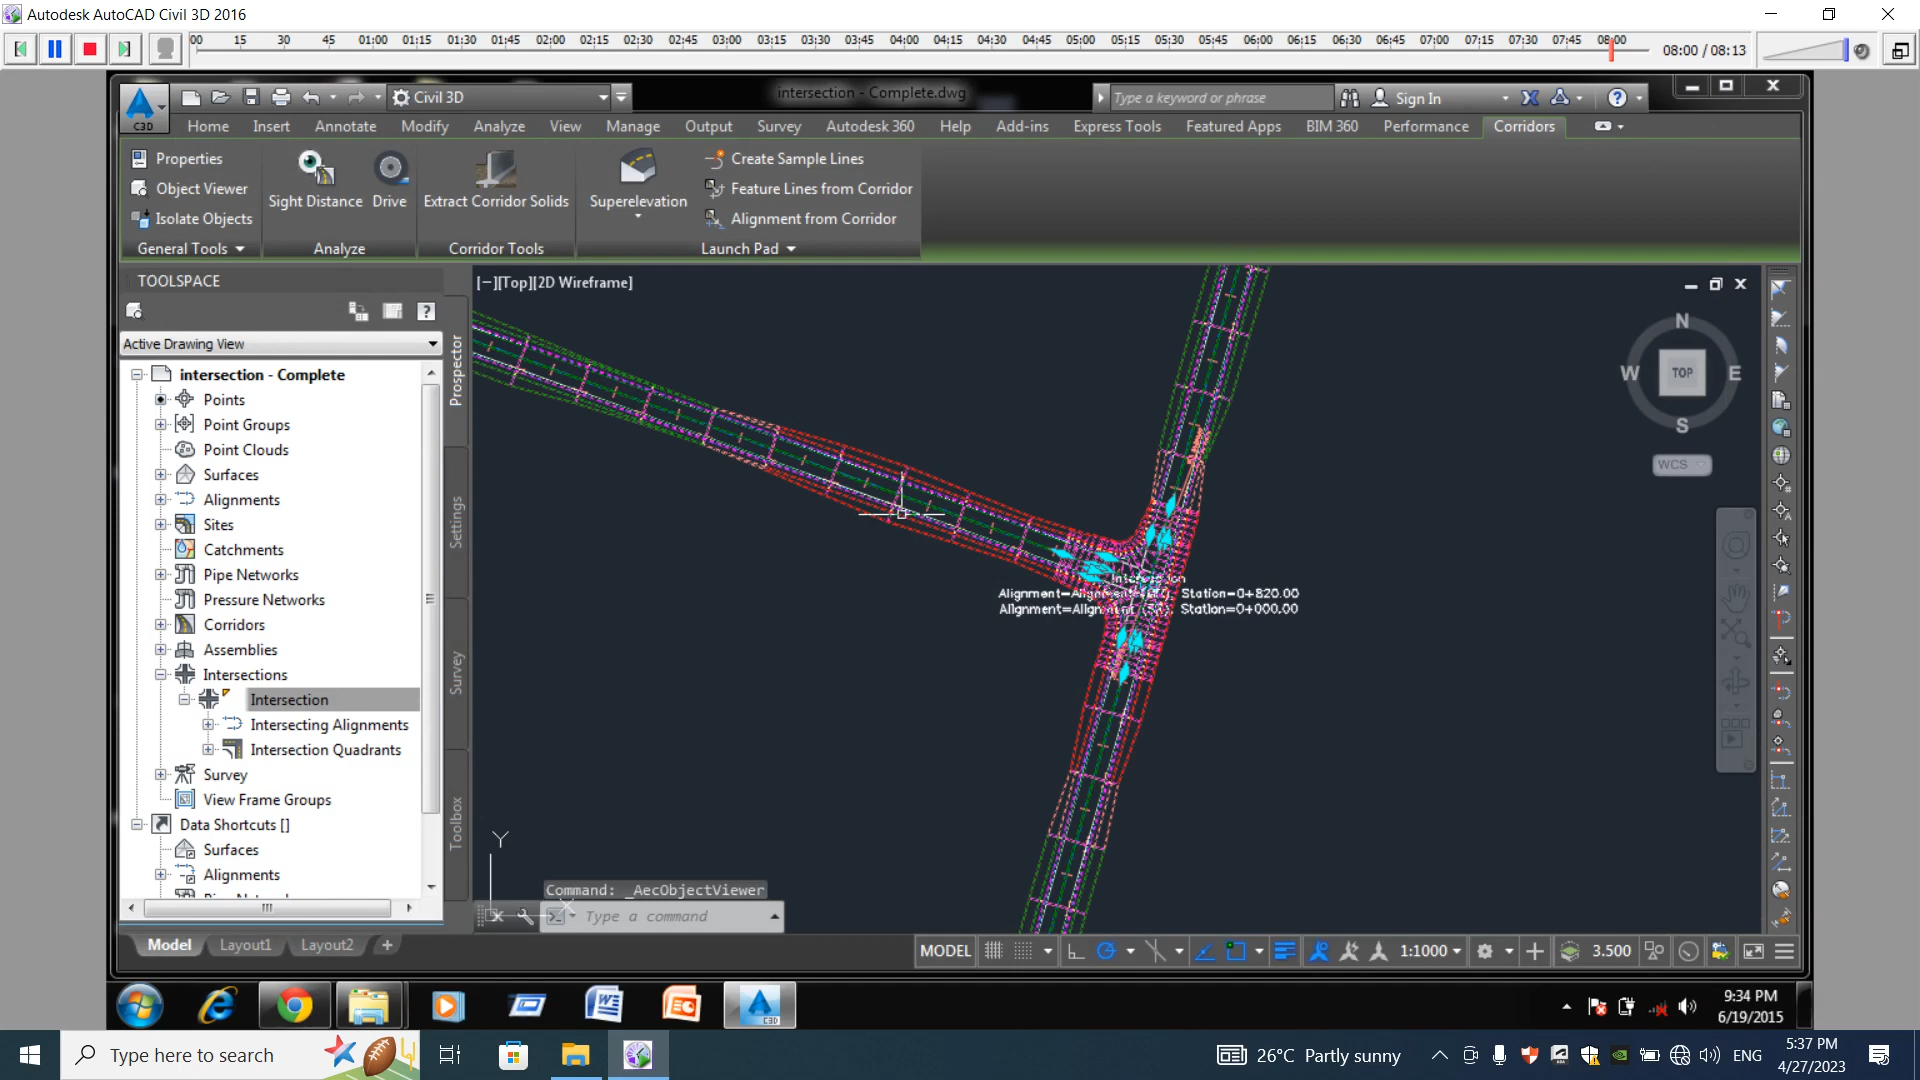 Autodesk AutoCAD Civil 3D 2016
00 15 30 45 01:00 01:15 01:30 01:45 02:00 02:15 02:30 02:45 03:00 03:15 03:30 03:45 04:00 04:15 04:30 04:45 05:00 05:15 05:30 05:45 06:00 06:15 06:30 06:45 07:00 07:15 07:30 07:45 08:00
08:00 / 08:13
C3D
Civil 3D
intersection - Complete.dwg
Type a keyword or phrase
Sign In
Home Insert Annotate Modify Analyze View Manage Output Survey Autodesk 360 Help Add-ins Express Tools Featured Apps BIM 360 Performance Corridors
Properties
Object Viewer
Isolate Objects
General Tools
Sight Distance
Drive
Analyze
Extract Corridor Solids
Corridor Tools
Superelevation
Create Sample Lines
Feature Lines from Corridor
Alignment from Corridor
Launch Pad
TOOLSPACE
Active Drawing View
intersection - Complete
Points
Point Groups
Point Clouds
Surfaces
Alignments
Sites
Catchments
Pipe Networks
Pressure Networks
Corridors
Assemblies
Intersections
Intersection
Intersecting Alignments
Intersection Quadrants
Survey
View Frame Groups
Data Shortcuts []
Surfaces
Alignments
Prospector
Settings
Survey
Toolbox
[−][Top][2D Wireframe]
N
W TOP E
S
WCS
Station=0+820.00
Station=0+000.00
Y
X
Command: _AecObjectViewer
Type a command
Model Layout1 Layout2 +
MODEL
1:1000
3.500
C3D
9:34 PM
6/19/2015
Type here to search
26°C Partly sunny
ENG
5:37 PM
4/27/2023